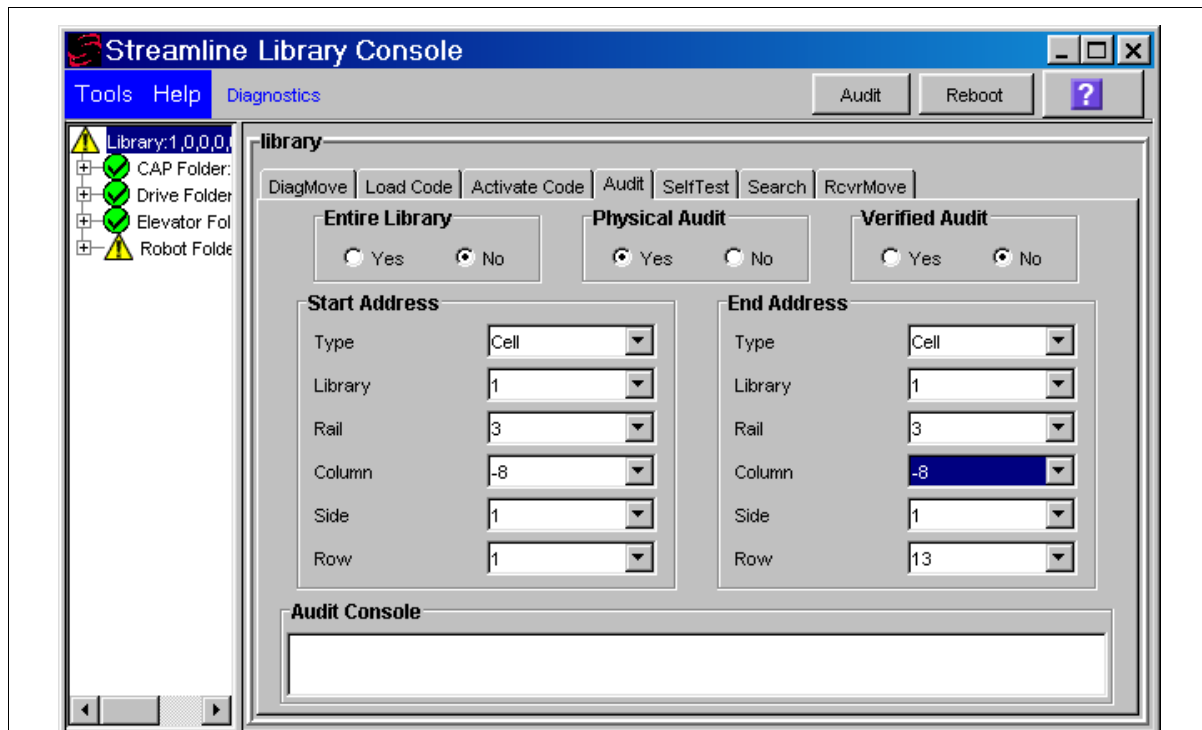 Streamline Library Console
Tools Help Diagnostics Audit Reboot ?
Library:1,0,0,0,
CAP Folder:
Drive Folder
Elevator Fol
Robot Folde
library
DiagMove Load Code Activate Code Audit SelfTest Search RcvrMove
Entire Library Physical Audit Verified Audit
Yes No Yes No Yes No
Start Address End Address
Type Cell Type Cell
Library 1 Library 1
Rail 3 Rail 3
Column -8 Column -8
Side 1 Side 1
Row 1 Row 13
Audit Console